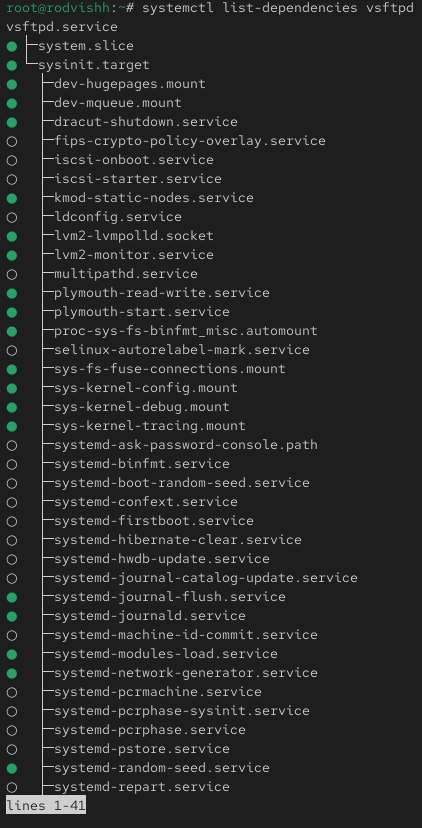 root@rodvishh:~# systemctl list-dependencies vsftpd
vsftpd.service
● ├─system.slice
● └─sysinit.target
●   ├─dev-hugepages.mount
●   ├─dev-mqueue.mount
●   ├─dracut-shutdown.service
○   ├─fips-crypto-policy-overlay.service
○   ├─iscsi-onboot.service
○   ├─iscsi-starter.service
●   ├─kmod-static-nodes.service
○   ├─ldconfig.service
●   ├─lvm2-lvmpolld.socket
●   ├─lvm2-monitor.service
○   ├─multipathd.service
●   ├─plymouth-read-write.service
●   ├─plymouth-start.service
●   ├─proc-sys-fs-binfmt_misc.automount
○   ├─selinux-autorelabel-mark.service
●   ├─sys-fs-fuse-connections.mount
●   ├─sys-kernel-config.mount
●   ├─sys-kernel-debug.mount
●   ├─sys-kernel-tracing.mount
○   ├─systemd-ask-password-console.path
○   ├─systemd-binfmt.service
○   ├─systemd-boot-random-seed.service
○   ├─systemd-confext.service
○   ├─systemd-firstboot.service
○   ├─systemd-hibernate-clear.service
○   ├─systemd-hwdb-update.service
○   ├─systemd-journal-catalog-update.service
●   ├─systemd-journal-flush.service
●   ├─systemd-journald.service
○   ├─systemd-machine-id-commit.service
●   ├─systemd-modules-load.service
●   ├─systemd-network-generator.service
○   ├─systemd-pcrmachine.service
○   ├─systemd-pcrphase-sysinit.service
○   ├─systemd-pcrphase.service
○   ├─systemd-pstore.service
●   ├─systemd-random-seed.service
○   ├─systemd-repart.service
lines 1-41